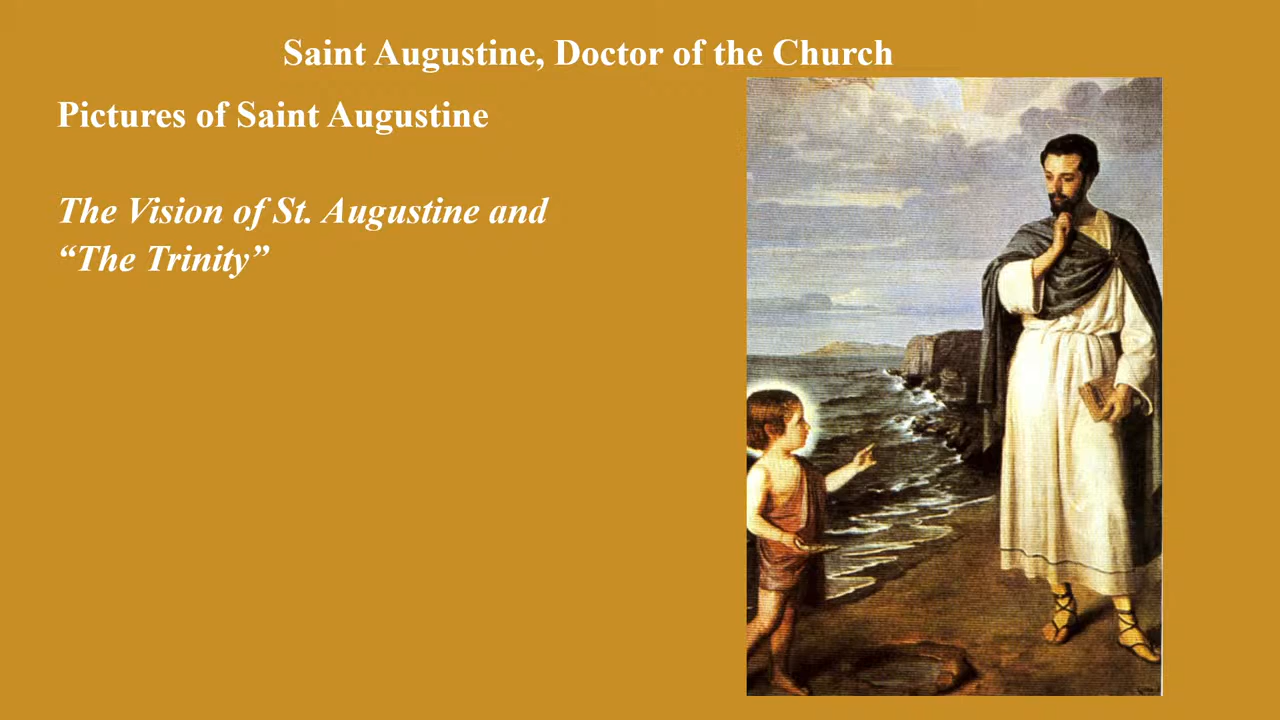 Saint Augustine, Doctor of the Church
Pictures of Saint Augustine
The Vision of St. Augustine and
“The Trinity”